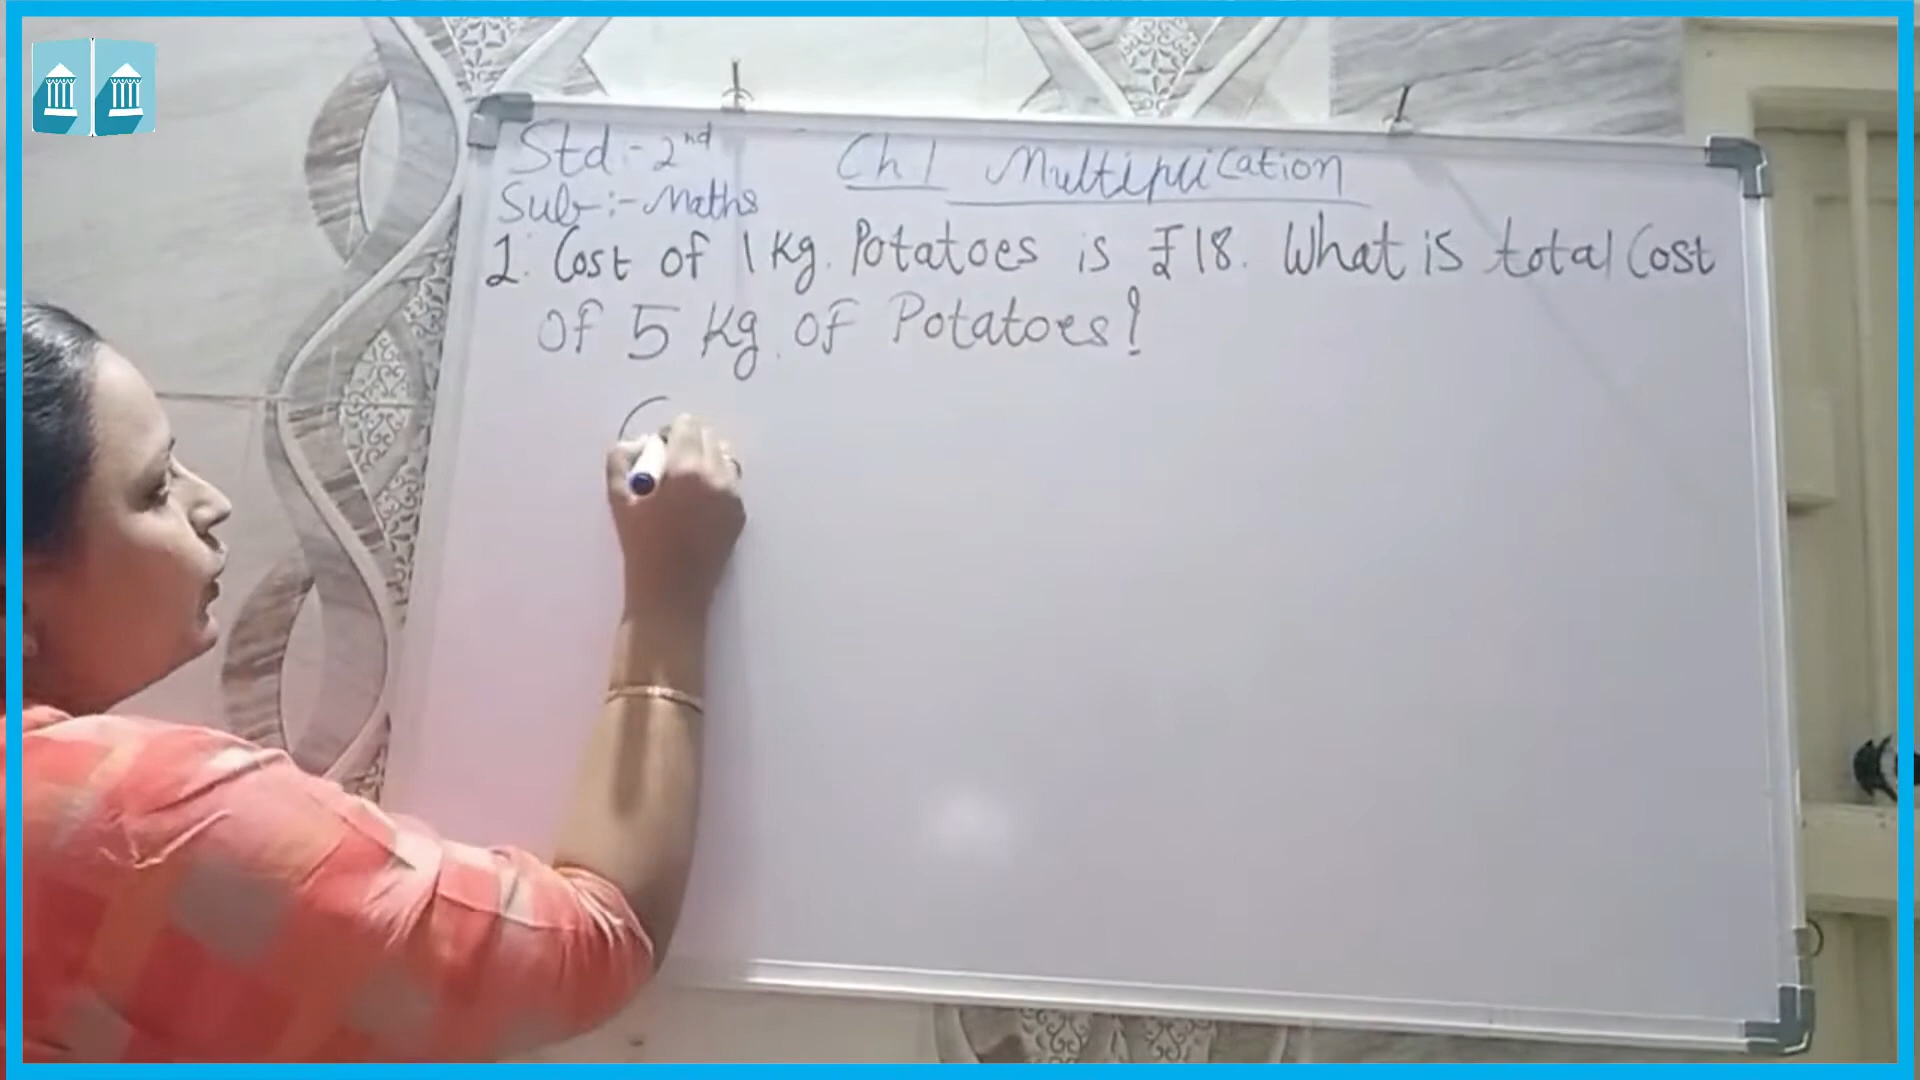 Std :- 2nd Ch 1 Multiplication
Sub :- Maths
1. Cost of 1 Kg. Potatoes is ₹18. What is total Cost
of 5 Kg. of Potatoes?